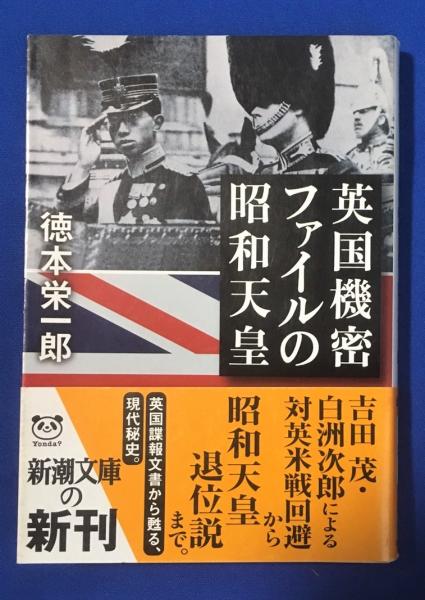 英国機密
ファイルの
昭和天皇
徳本栄一郎
吉田 茂・
白洲次郎による
対英米戦回避
から
昭和天皇
退位説
まで。
英国諜報文書から甦る、
現代秘史。
Yonda?
新潮文庫
の
新刊